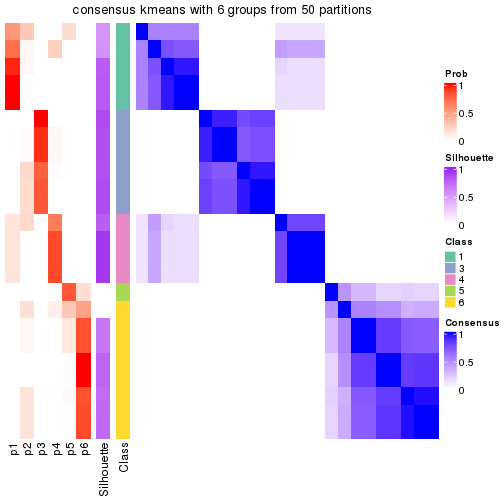 consensus kmeans with 6 groups from 50 partitions
Prob
1
0.5
0
Silhouette
1
0.5
0
Class
1
3
4
5
6
Consensus
1
0.5
0
p1
p2
p3
p4
p5
p6
Silhouette
Class